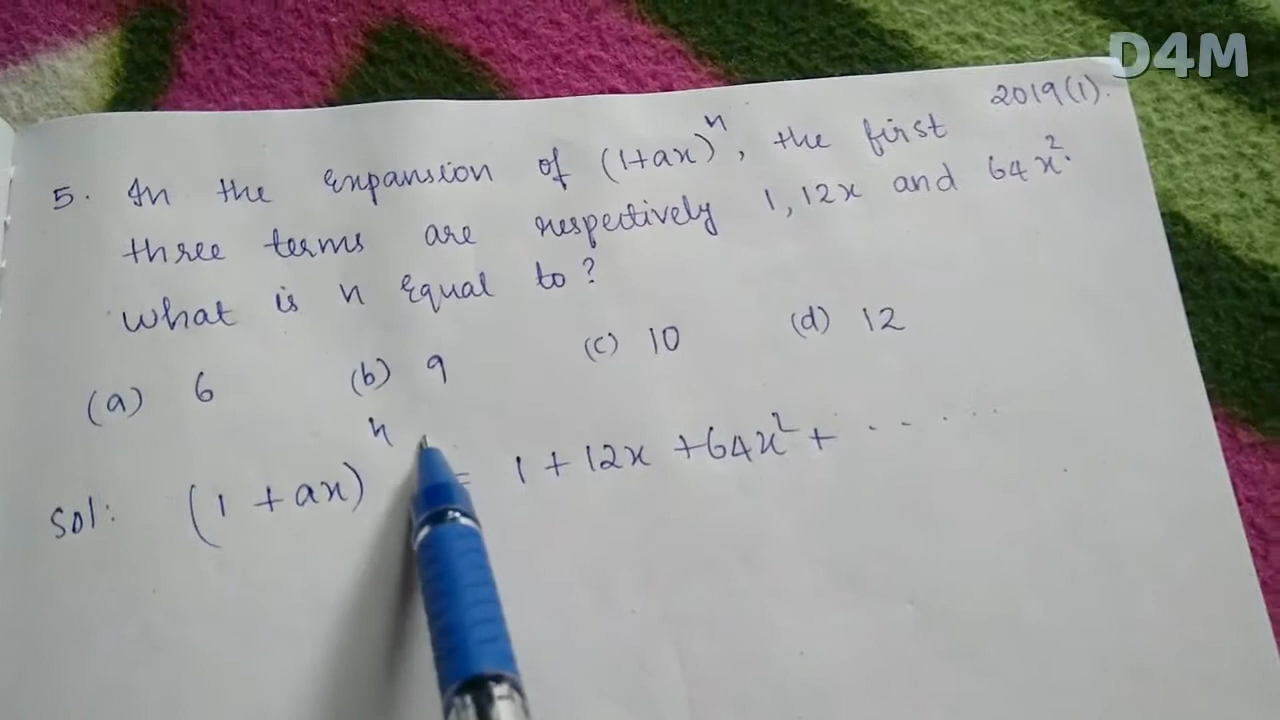 D4M
2019(1).
5. In the expansion of (1+ax)ⁿ, the first
three terms are respectively 1, 12x and 64x².
What is n equal to?
(a) 6 (b) 9 (c) 10 (d) 12
Sol: (1 + ax)ⁿ = 1 + 12x + 64x² + ......